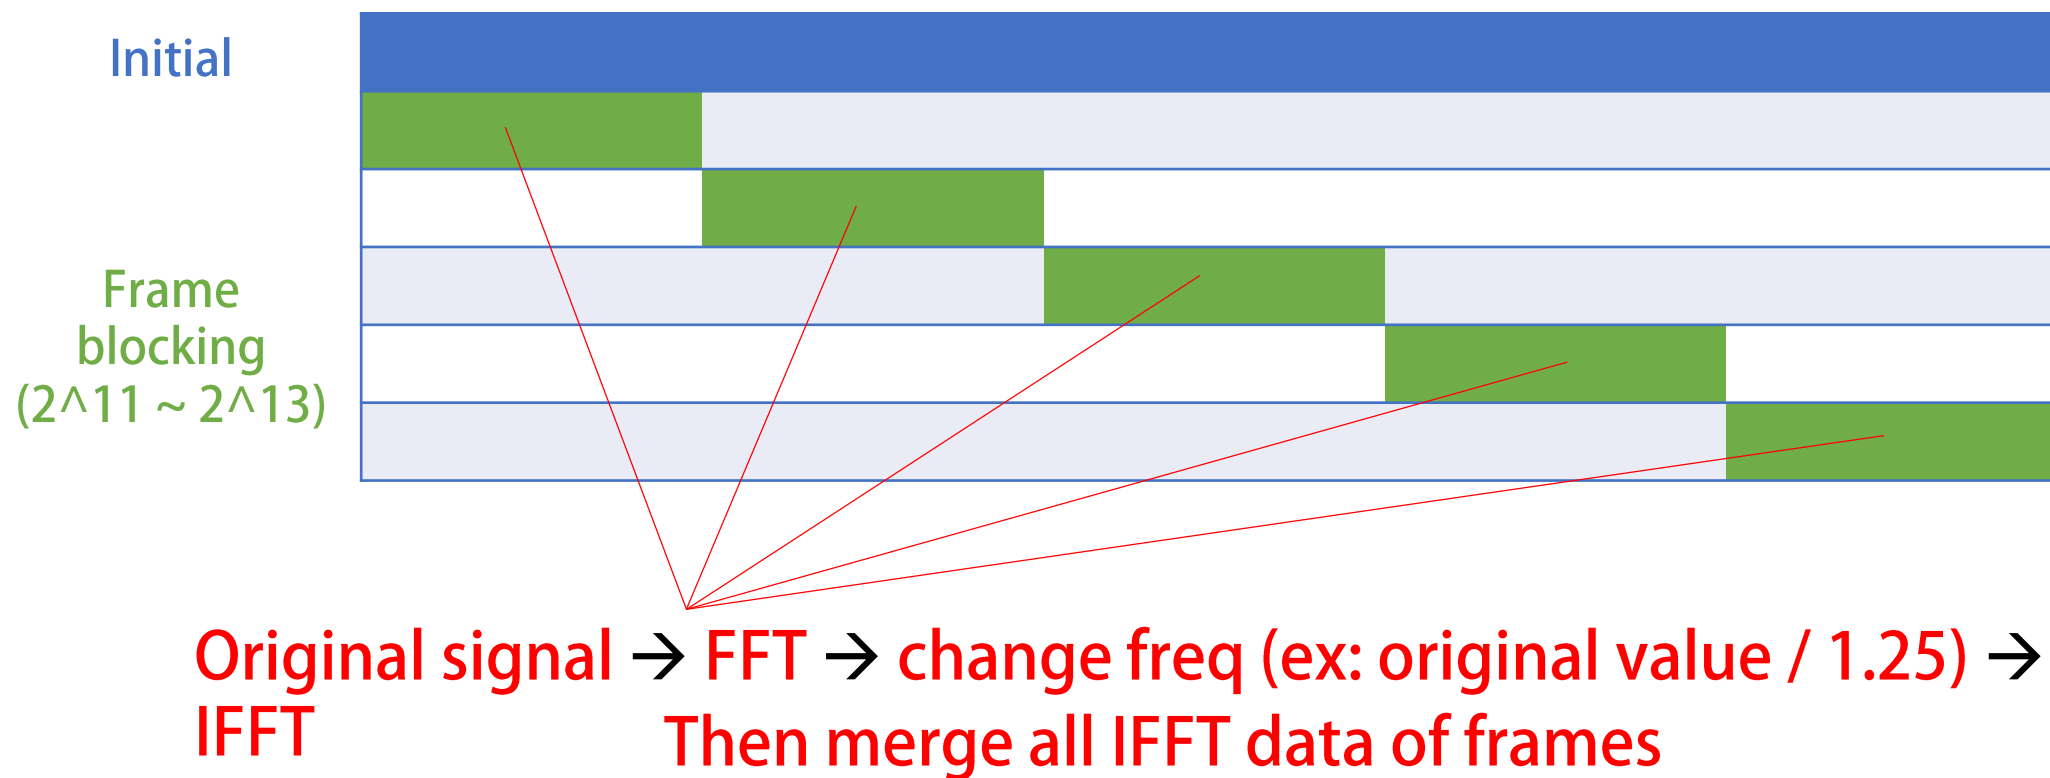 Initial
Frame
blocking
(2^11 ~ 2^13)
Original signal → FFT → change freq (ex: original value / 1.25) →
IFFT
Then merge all IFFT data of frames